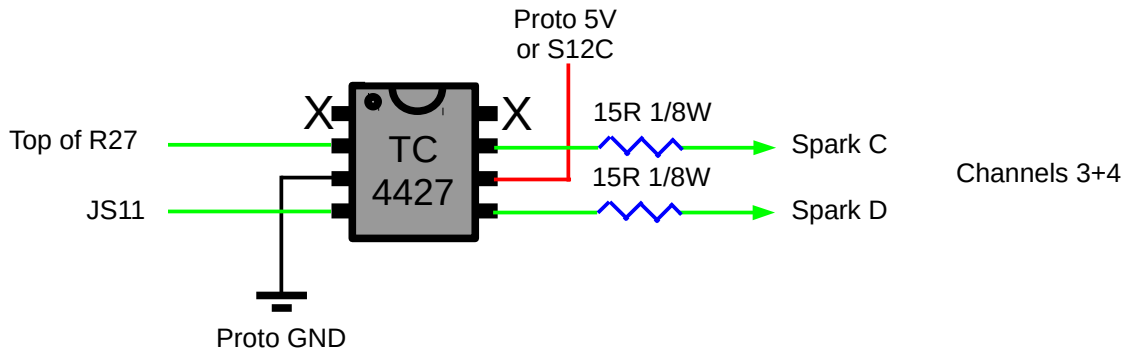 Proto 5V
or S12C
X
X
15R 1/8W
Top of R27
TC
4427
Spark C
15R 1/8W
Channels 3+4
JS11
Spark D
Proto GND